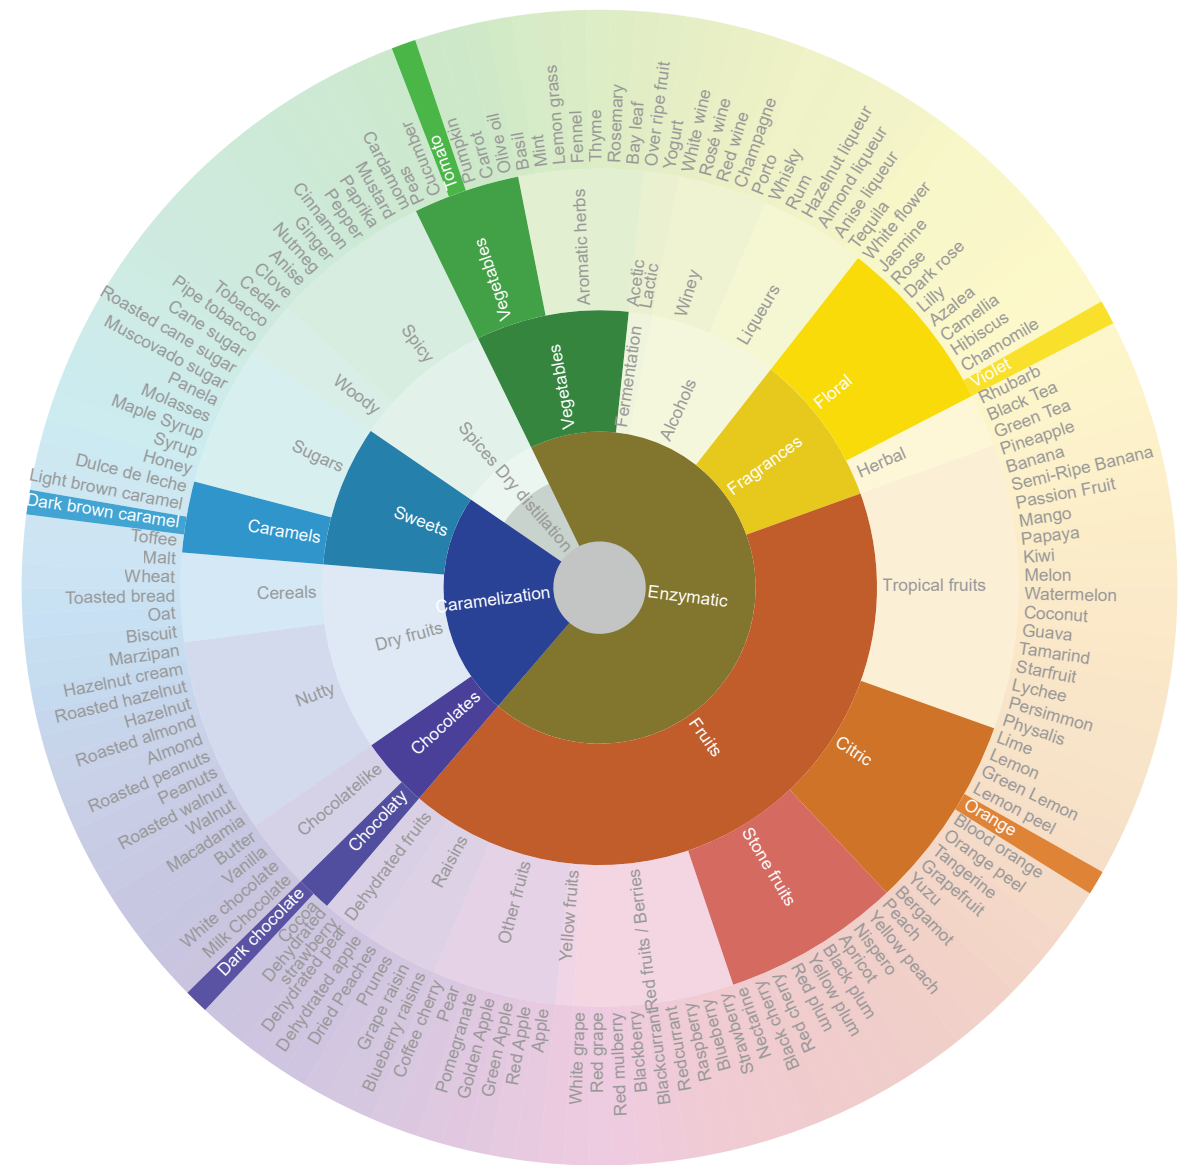 Enzymatic
Vegetables
Vegetables
Cucumber
Tomato
Pumpkin
Carrot
Olive oil
Aromatic herbs
Basil
Mint
Lemon grass
Fennel
Thyme
Rosemary
Bay leaf
Fermentation
Acetic
Over ripe fruit
Lactic
Yogurt
Alcohols
Winey
White wine
Rosé wine
Red wine
Champagne
Porto
Liqueurs
Whisky
Rum
Hazelnut liqueur
Almond liqueur
Anise liqueur
Tequila
Fragrances
Floral
White flower
Jasmine
Rose
Dark rose
Lilly
Azalea
Camellia
Hibiscus
Chamomile
Violet
Herbal
Rhubarb
Black Tea
Green Tea
Fruits
Tropical fruits
Pineapple
Banana
Semi-Ripe Banana
Passion Fruit
Mango
Papaya
Kiwi
Melon
Watermelon
Coconut
Guava
Tamarind
Starfruit
Lychee
Persimmon
Physalis
Citric
Lime
Lemon
Green Lemon
Lemon peel
Orange
Blood orange
Orange peel
Tangerine
Grapefruit
Yuzu
Bergamot
Stone fruits
Peach
Yellow peach
Nispero
Apricot
Black plum
Yellow plum
Red plum
Red cherry
Black cherry
Nectarine
Red fruits / Berries
Strawberry
Blueberry
Raspberry
Redcurrant
Blackcurrant
Blackberry
Red mulberry
Red grape
Yellow fruits
White grape
Other fruits
Apple
Red Apple
Green Apple
Golden Apple
Pomegranate
Pear
Coffee cherry
Raisins
Blueberry raisins
Grape raisin
Prunes
Dehydrated fruits
Dried Peaches
Dehydrated apple
Dehydrated pear
Dehydrated
strawberry
Caramelization
Chocolates
Chocolaty
Cocoa
Dark chocolate
Chocolatelike
Milk Chocolate
White chocolate
Vanilla
Butter
Dry fruits
Nutty
Macadamia
Walnut
Roasted walnut
Peanuts
Roasted peanuts
Almond
Roasted almond
Hazelnut
Roasted hazelnut
Hazelnut cream
Marzipan
Cereals
Biscuit
Oat
Toasted bread
Wheat
Malt
Sweets
Caramels
Toffee
Dark brown caramel
Light brown caramel
Dulce de leche
Sugars
Honey
Syrup
Maple Syrup
Molasses
Panela
Muscovado sugar
Roasted cane sugar
Cane sugar
Dry distillation
Spices
Woody
Pipe tobacco
Tobacco
Cedar
Spicy
Clove
Anise
Nutmeg
Ginger
Cinnamon
Pepper
Paprika
Mustard
Cardamom
Peas